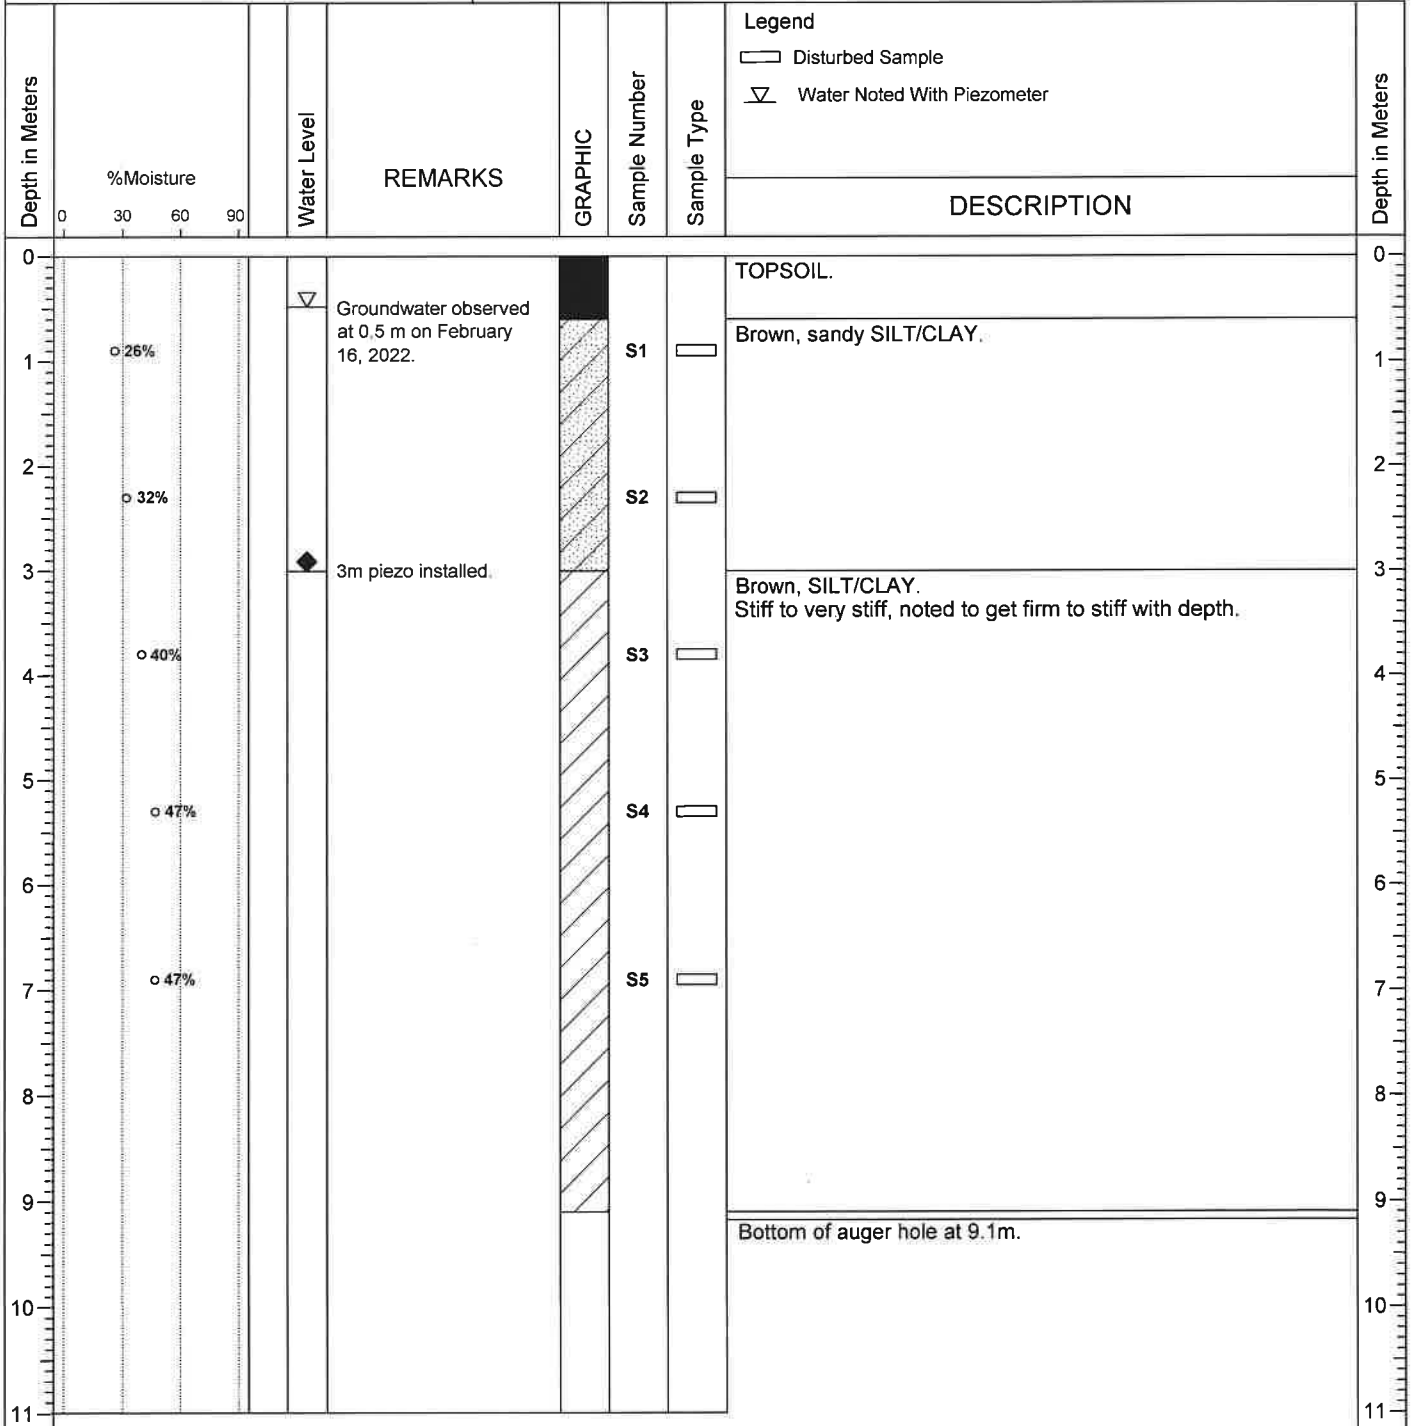 Legend
Disturbed Sample
Water Noted With Piezometer
Depth in Meters
%Moisture
0 30 60 90
Water Level
REMARKS
GRAPHIC
Sample Number
Sample Type
DESCRIPTION
Depth in Meters
0
TOPSOIL.
0
Groundwater observed
at 0.5 m on February
16, 2022.
Brown, sandy SILT/CLAY.
26%
S1
1
1
2
2
32%
S2
3
3m piezo installed.
3
Brown, SILT/CLAY.
Stiff to very stiff, noted to get firm to stiff with depth.
40%
S3
4
4
5
5
47%
S4
6
6
47%
S5
7
7
8
8
9
9
Bottom of auger hole at 9.1m.
10
10
11
11